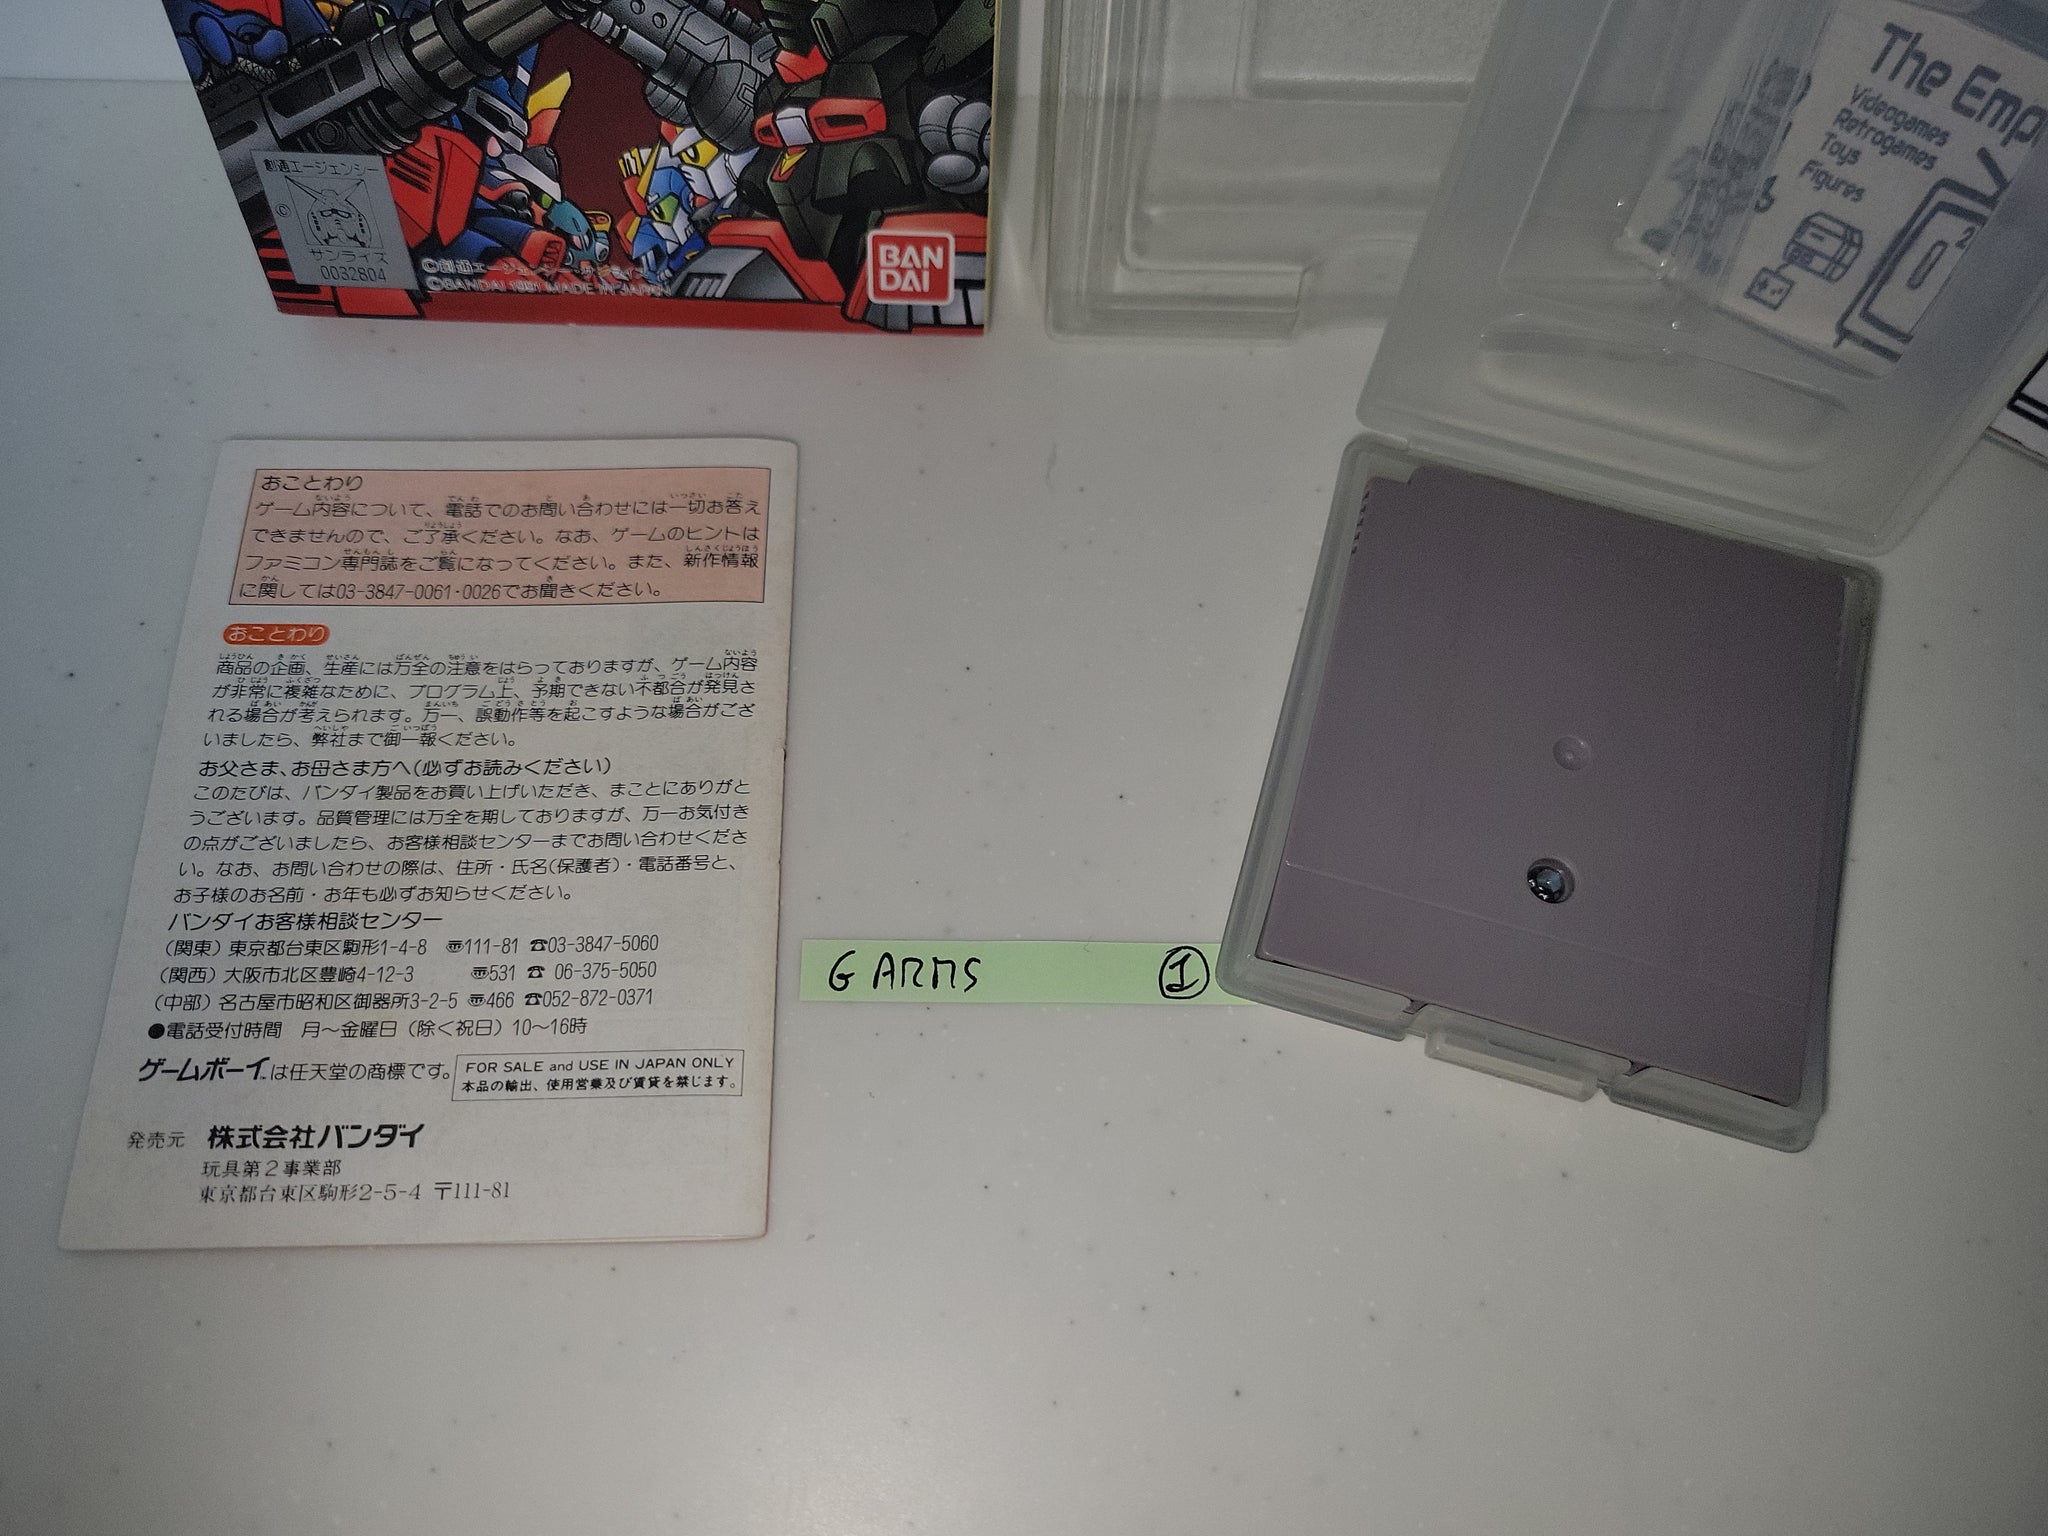 創通エージェンシー
©
サンライズ
0032804
©創通エージェンシー・サンライズ
©BANDAI 1991 MADE IN JAPAN
BAN
DAI
The
Videogames
Retrogames
Toys
Figures
おことわり
ゲーム内容について、電話でのお問い合わせには一切お答え
できませんので、ご了承ください。なお、ゲームのヒントは
ファミコン専門誌をご覧になってください。また、新作情報
に関しては03-3847-0061・0026でお聞きください。
おことわり
商品の企画、生産には万全の注意をはらっておりますが、ゲーム内容
が非常に複雑なために、プログラム上、予期できない不都合が発見さ
れる場合が考えられます。万一、誤動作等を起こすような場合がござ
いましたら、弊社まで御一報ください。
お父さま、お母さま方へ(必ずお読みください)
このたびは、バンダイ製品をお買い上げいただき、まことにありがと
うございます。品質管理には万全を期しておりますが、万一お気付き
の点がございましたら、お客様相談センターまでお問い合わせくださ
い。なお、お問い合わせの際は、住所・氏名(保護者)・電話番号と、
お子様のお名前・お年も必ずお知らせください。
バンダイお客様相談センター
(関東) 東京都台東区駒形1-4-8 〠111-81 ☎03-3847-5060
(関西) 大阪市北区豊崎4-12-3 〠531 ☎ 06-375-5050
(中部) 名古屋市昭和区御器所3-2-5 〠466 ☎052-872-0371
●電話受付時間 月〜金曜日 (除く祝日) 10〜16時
ゲームボーイ™は任天堂の商標です。
FOR SALE and USE IN JAPAN ONLY
本品の輸出、使用営業及び賃貸を禁じます。
発売元 株式会社バンダイ
玩具第2事業部
東京都台東区駒形2-5-4 〒111-81
G ARMS ①